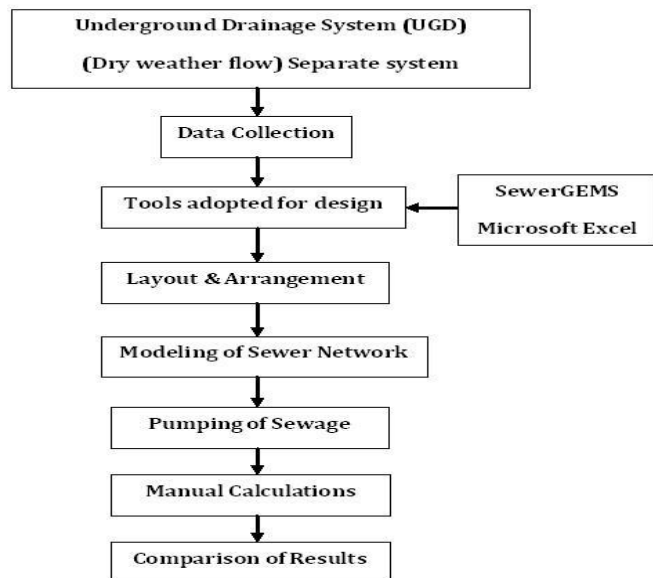 Underground Drainage System (UGD)
(Dry weather flow) Separate system
Data Collection
Tools adopted for design
SewerGEMS
Microsoft Excel
Layout & Arrangement
Modeling of Sewer Network
Pumping of Sewage
Manual Calculations
Comparison of Results